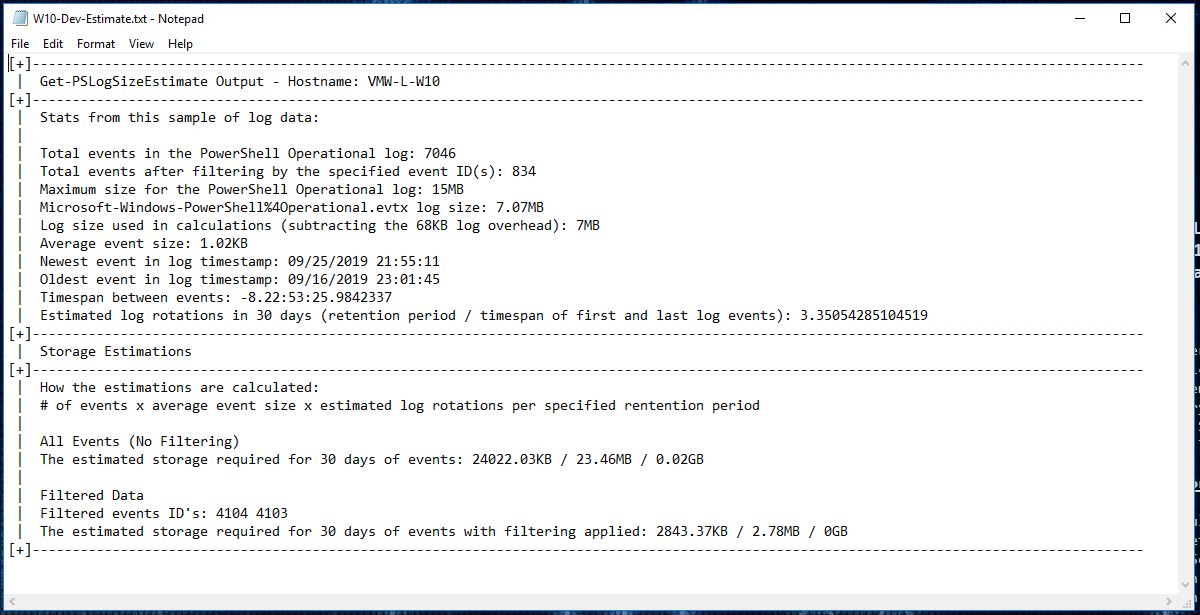 W10-Dev-Estimate.txt - Notepad
File Edit Format View Help
[+]-----------------------------------------------------------------------------------------------------------------------------------------
| Get-PSLogSizeEstimate Output - Hostname: VMW-L-W10
[+]-----------------------------------------------------------------------------------------------------------------------------------------
| Stats from this sample of log data:
|
| Total events in the PowerShell Operational log: 7046
| Total events after filtering by the specified event ID(s): 834
| Maximum size for the PowerShell Operational log: 15MB
| Microsoft-Windows-PowerShell%4Operational.evtx log size: 7.07MB
| Log size used in calculations (subtracting the 68KB log overhead): 7MB
| Average event size: 1.02KB
| Newest event in log timestamp: 09/25/2019 21:55:11
| Oldest event in log timestamp: 09/16/2019 23:01:45
| Timespan between events: -8.22:53:25.9842337
| Estimated log rotations in 30 days (retention period / timespan of first and last log events): 3.35054285104519
[+]-----------------------------------------------------------------------------------------------------------------------------------------
| Storage Estimations
[+]-----------------------------------------------------------------------------------------------------------------------------------------
| How the estimations are calculated:
| # of events x average event size x estimated log rotations per specified rentention period
|
| All Events (No Filtering)
| The estimated storage required for 30 days of events: 24022.03KB / 23.46MB / 0.02GB
|
| Filtered Data
| Filtered events ID's: 4104 4103
| The estimated storage required for 30 days of events with filtering applied: 2843.37KB / 2.78MB / 0GB
[+]-----------------------------------------------------------------------------------------------------------------------------------------